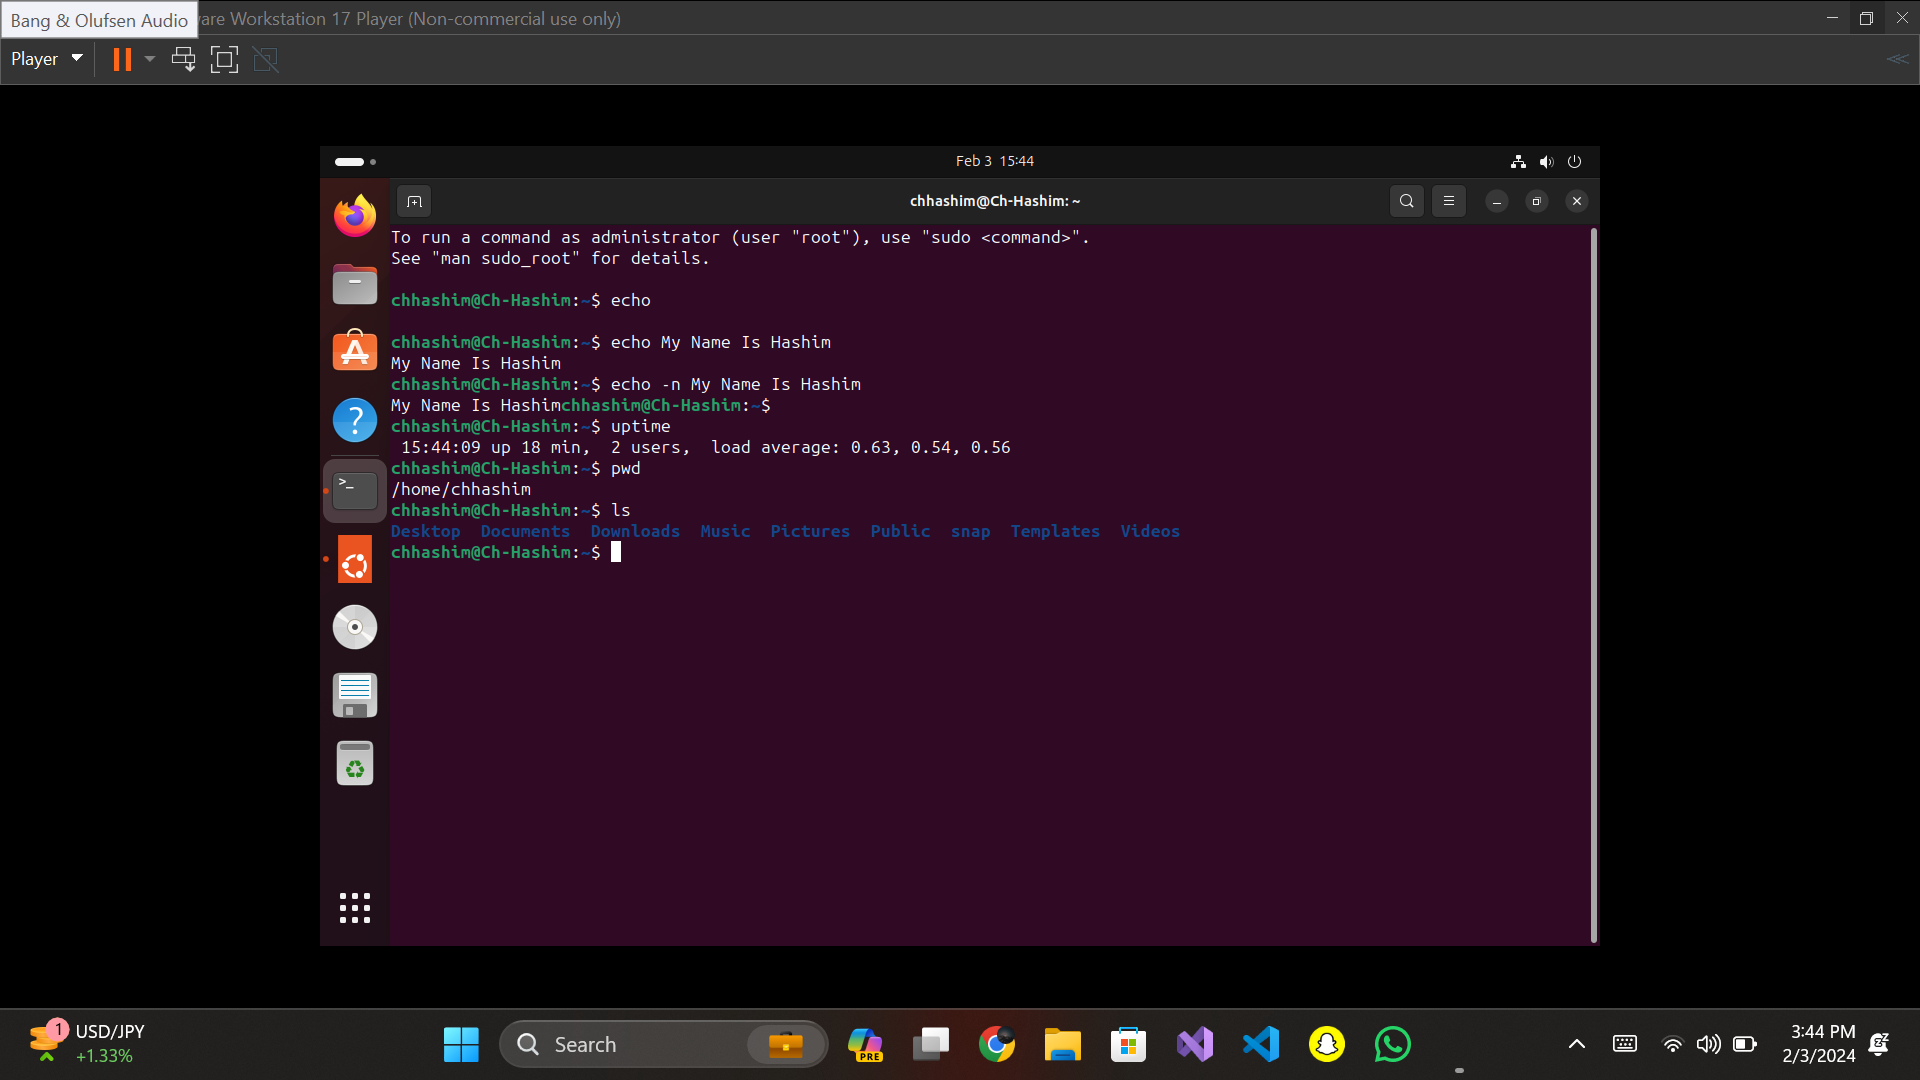 Bang & Olufsen Audio
are Workstation 17 Player (Non-commercial use only)
Player
Feb 3 15:44
chhashim@Ch-Hashim: ~
To run a command as administrator (user "root"), use "sudo <command>".
See "man sudo_root" for details.
chhashim@Ch-Hashim:~$ echo
chhashim@Ch-Hashim:~$ echo My Name Is Hashim
My Name Is Hashim
chhashim@Ch-Hashim:~$ echo -n My Name Is Hashim
My Name Is Hashimchhashim@Ch-Hashim:~$
chhashim@Ch-Hashim:~$ uptime
 15:44:09 up 18 min,  2 users,  load average: 0.63, 0.54, 0.56
chhashim@Ch-Hashim:~$ pwd
/home/chhashim
chhashim@Ch-Hashim:~$ ls
Desktop  Documents  Downloads  Music  Pictures  Public  snap  Templates  Videos
chhashim@Ch-Hashim:~$
1
USD/JPY
+1.33%
Search
PRE
3:44 PM
2/3/2024